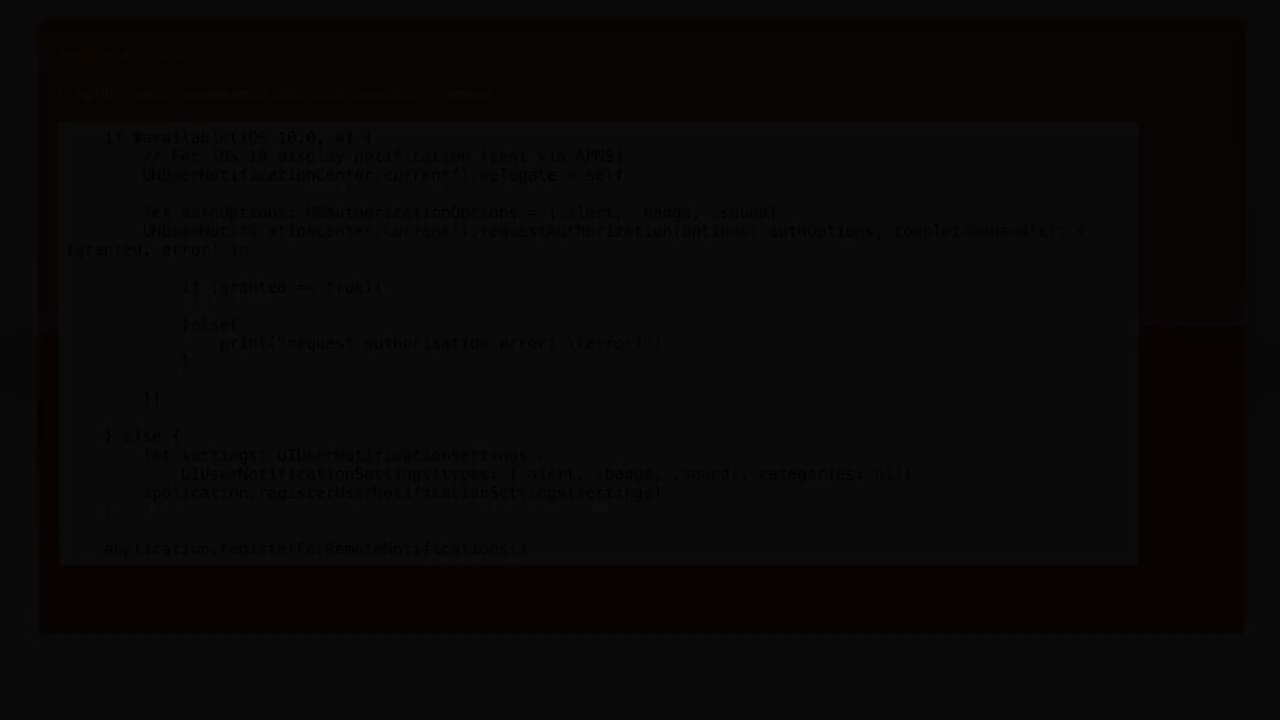 if #available(iOS 10.0, *) {
// For iOS 10 display notification (sent via APNS)
UNUserNotificationCenter.current().delegate = self
let authOptions: UNAuthorizationOptions = [.alert, .badge, .sound]
UNUserNotificationCenter.current().requestAuthorization(options: authOptions, completionHandler: {
(granted, error) in
if (granted == true){
}else{
print("request authorisation error: \(error)")
}
})
} else {
let settings: UIUserNotificationSettings =
UIUserNotificationSettings(types: [.alert, .badge, .sound], categories: nil)
application.registerUserNotificationSettings(settings)
}
application.registerForRemoteNotifications()